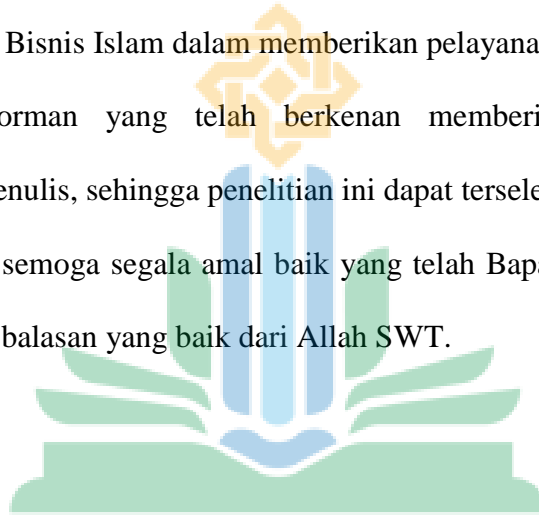 Bisnis Islam dalam memberikan pelayana
orman yang telah berkenan memberi
enulis, sehingga penelitian ini dapat tersele
semoga segala amal baik yang telah Bapa
balasan yang baik dari Allah SWT.